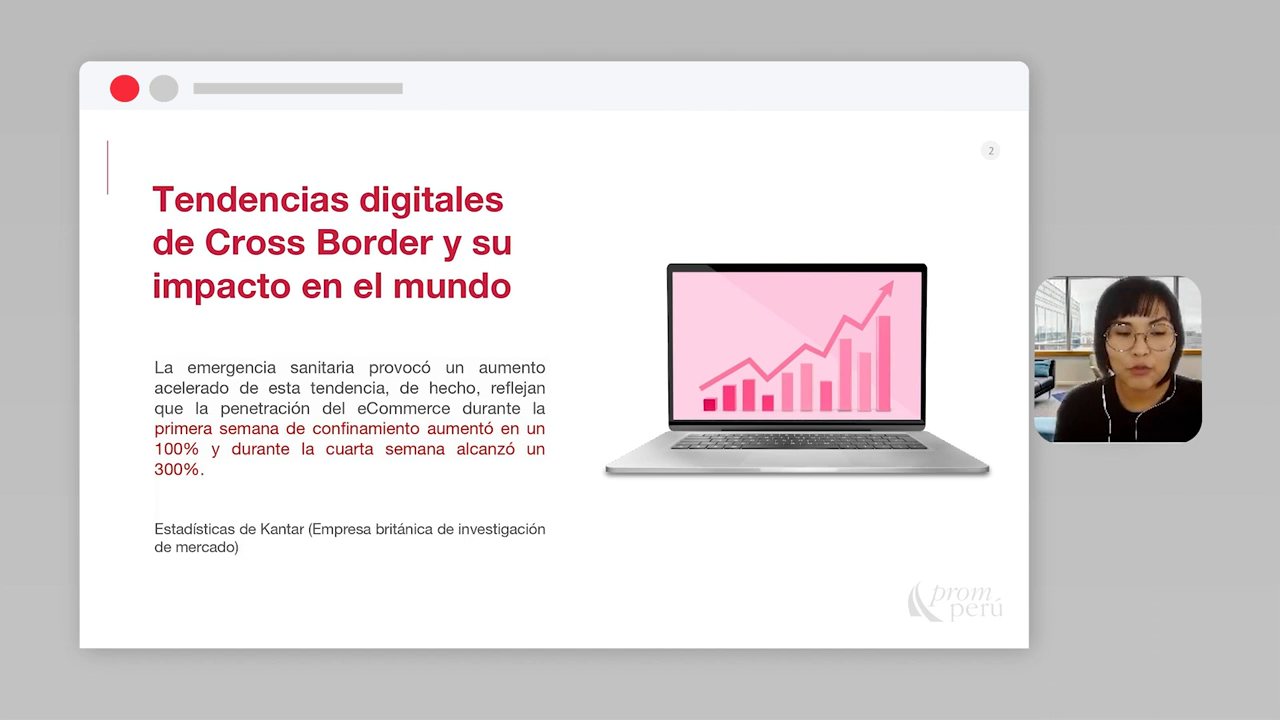 2
Tendencias digitales
de Cross Border y su
impacto en el mundo
La emergencia sanitaria provocó un aumento
acelerado de esta tendencia, de hecho, reflejan
que la penetración del eCommerce durante la
primera semana de confinamiento aumentó en un
100% y durante la cuarta semana alcanzó un
300%.
Estadísticas de Kantar (Empresa británica de investigación
de mercado)
prom
perú